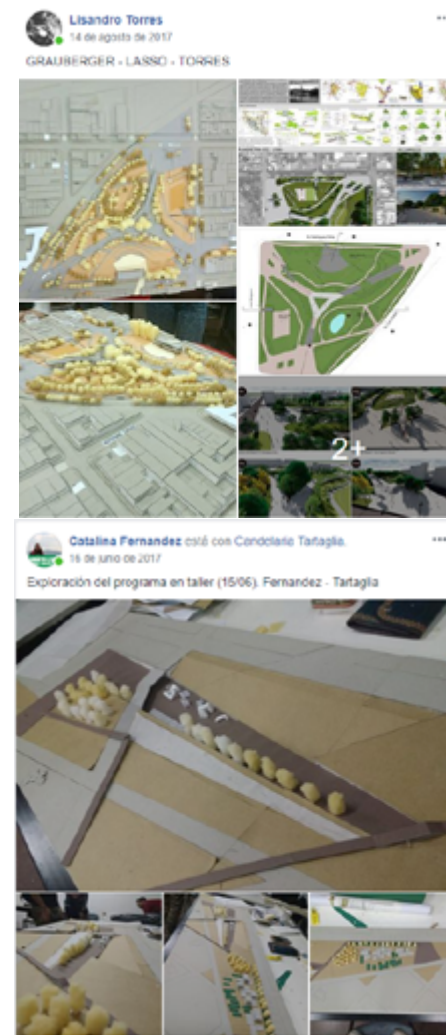 Lisandro Torres
14 de agosto de 2017
GRAUBERGER - LASSO - TORRES
2+
Catalina Fernandez está con Candelaria Tartaglia.
16 de junio de 2017
Exploración del programa en taller (15/06). Fernandez - Tartaglia